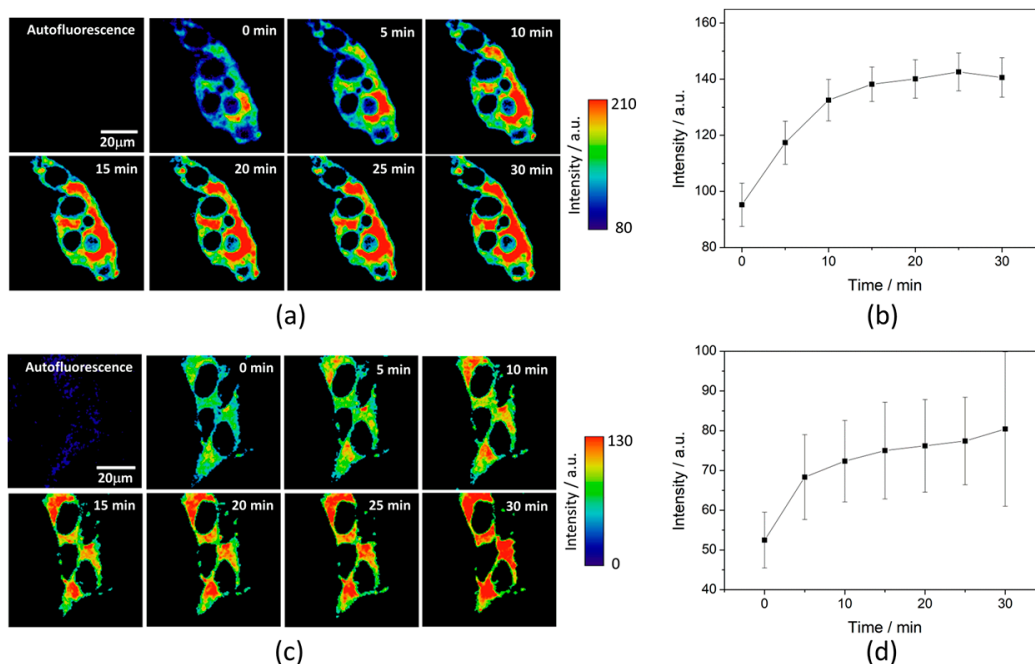 Autofluorescence
0 min
5 min
10 min
20μm
15 min
20 min
25 min
30 min
210
Intensity / a.u.
80
(a)
160
140
120
100
80
Intensity / a.u.
0
10
20
30
Time / min
(b)
Autofluorescence
0 min
5 min
10 min
20μm
15 min
20 min
25 min
30 min
130
Intensity / a.u.
0
(c)
100
90
80
70
60
50
40
Intensity / a.u.
0
10
20
30
Time / min
(d)